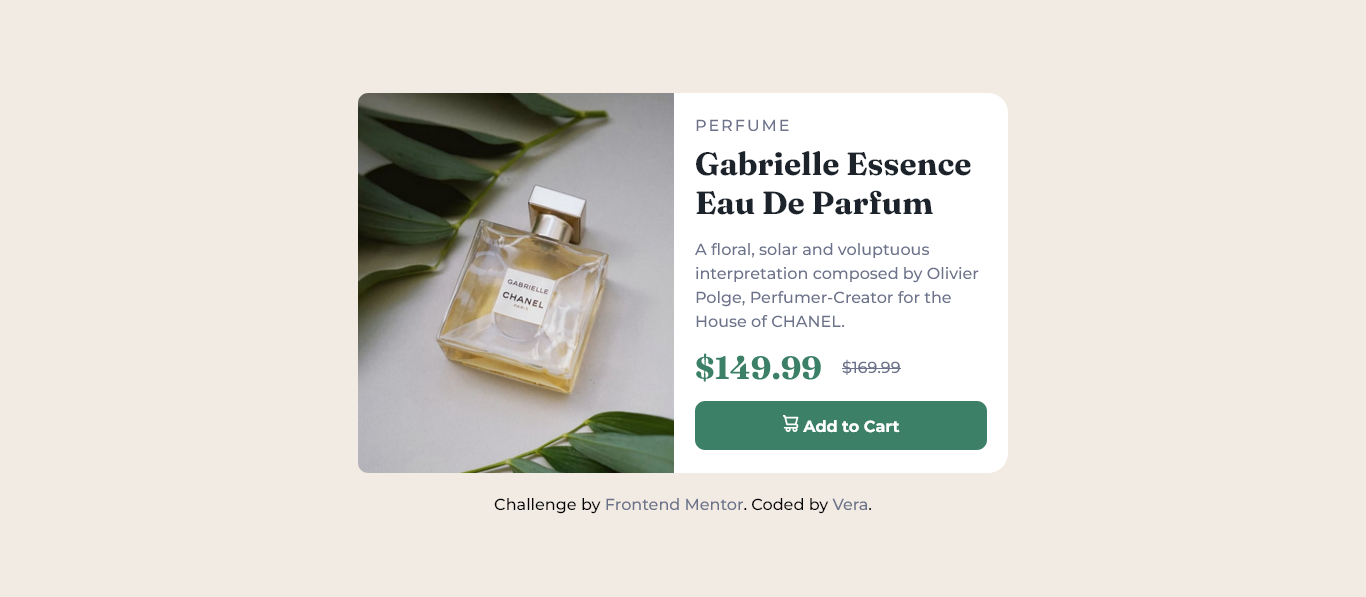 GABRIELLE
CHANEL
PARIS
PERFUME
Gabrielle Essence
Eau De Parfum
A floral, solar and voluptuous
interpretation composed by Olivier
Polge, Perfumer-Creator for the
House of CHANEL.
$149.99 $169.99
Add to Cart
Challenge by Frontend Mentor. Coded by Vera.